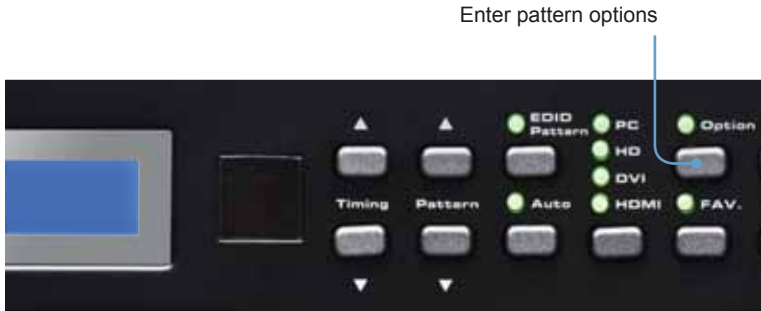 Enter pattern options
EDID
Pattern
PC
Option
HD
DVI
Timing
Pattern
Auto
HDMI
FAV.